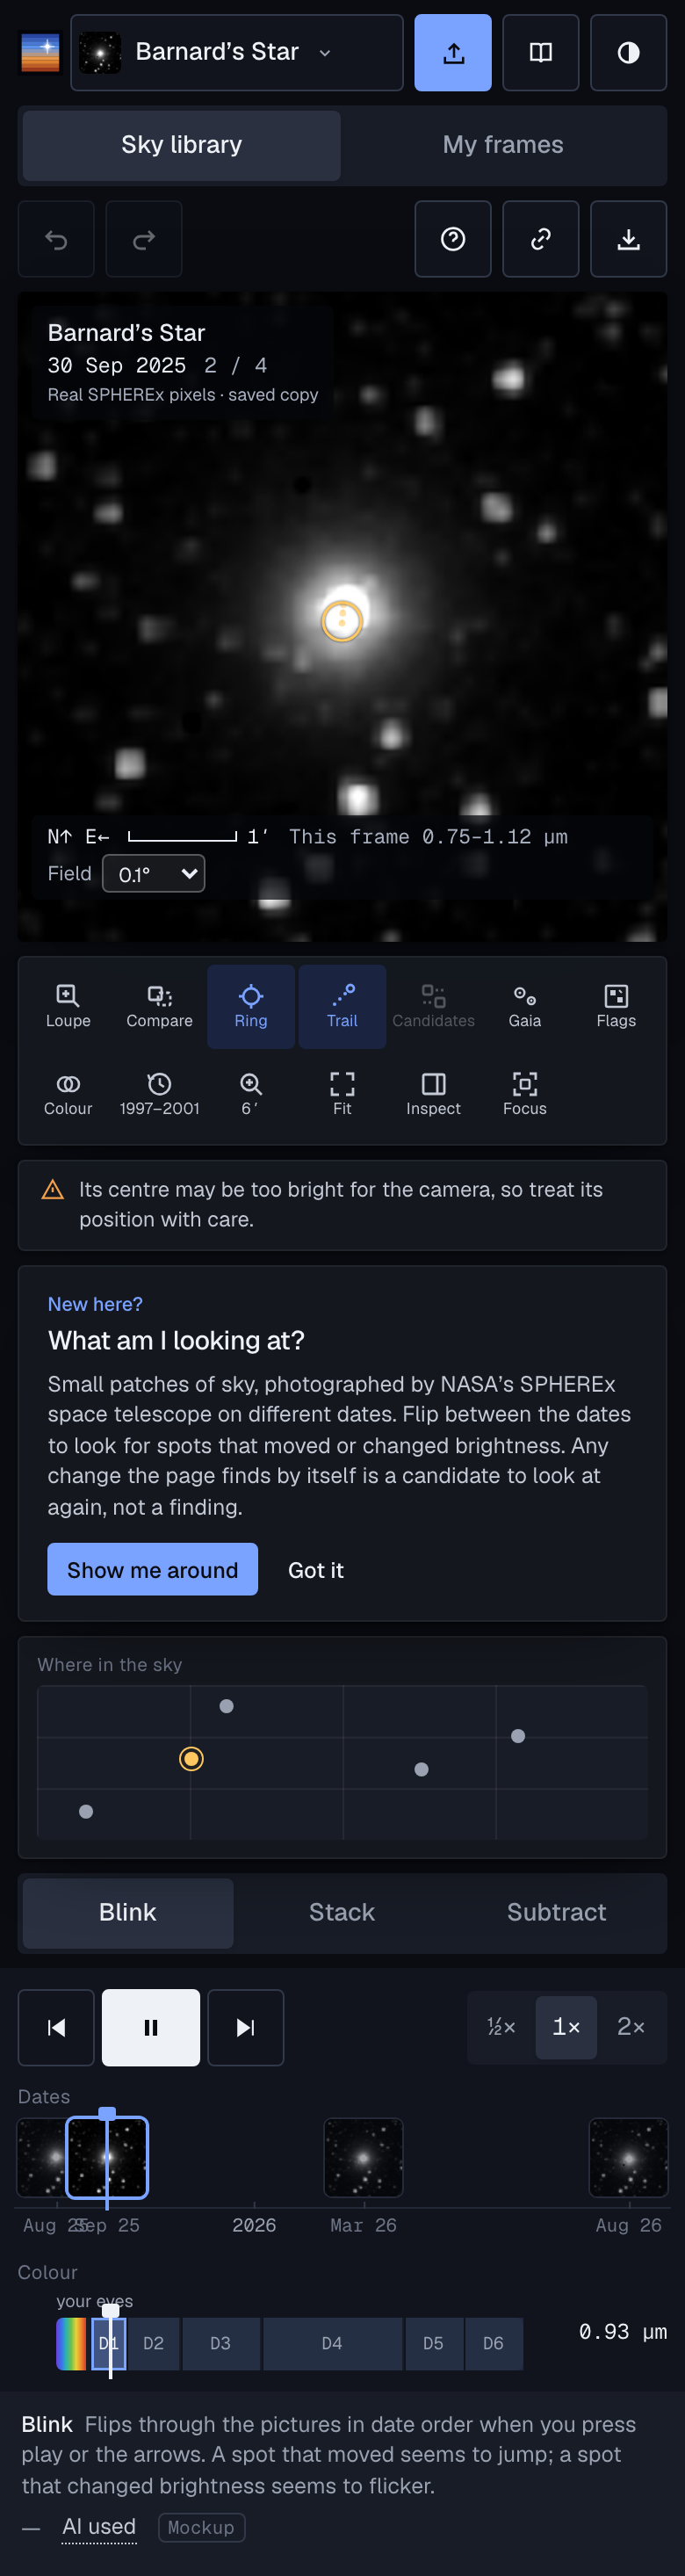 Barnard’s Star
Sky library
My frames
Barnard’s Star
30 Sep 2025 2 / 4
Real SPHEREx pixels · saved copy
N↑ E← 1′ This frame 0.75–1.12 µm
Field 0.1°
Loupe Compare Ring Trail Candidates Gaia Flags
Colour 1997–2001 6′ Fit Inspect Focus
Its centre may be too bright for the camera, so treat its
position with care.
New here?
What am I looking at?
Small patches of sky, photographed by NASA’s SPHEREx
space telescope on different dates. Flip between the dates
to look for spots that moved or changed brightness. Any
change the page finds by itself is a candidate to look at
again, not a finding.
Show me around Got it
Where in the sky
Blink Stack Subtract
½× 1× 2×
Dates
Aug 25 Sep 25 2026 Mar 26 Aug 26
Colour
your eyes
D1 D2 D3 D4 D5 D6 0.93 µm
Blink Flips through the pictures in date order when you press
play or the arrows. A spot that moved seems to jump; a spot
that changed brightness seems to flicker.
— AI used Mockup